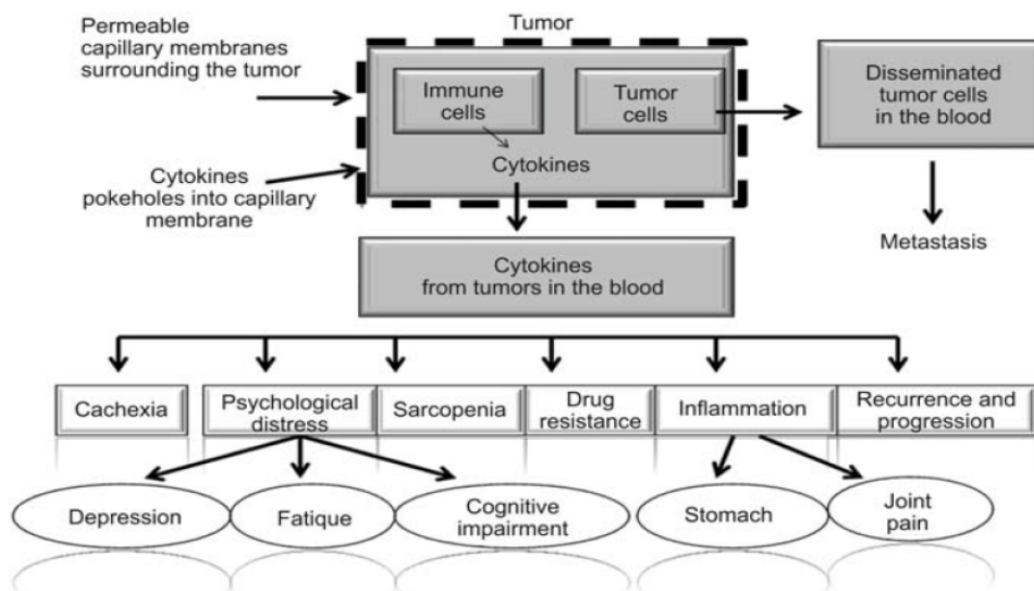 Tumor
Permeable
capillary membranes
surrounding the tumor
Immune
cells
Tumor
cells
Disseminated
tumor cells
in the blood
Cytokines
Cytokines
pokeholes into capillary
membrane
Metastasis
Cytokines
from tumors in the blood
Cachexia
Psychological
distress
Sarcopenia
Drug
resistance
Inflammation
Recurrence and
progression
Depression
Fatique
Cognitive
impairment
Stomach
Joint
pain